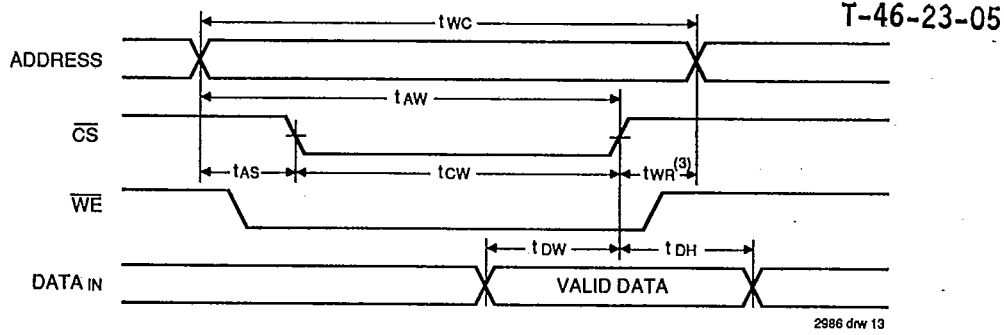 T-46-23-05
tWC
ADDRESS
tAW
CS
tAS
tCW
tWR(3)
WE
tDW
tDH
DATA IN
VALID DATA
2986 drw 13